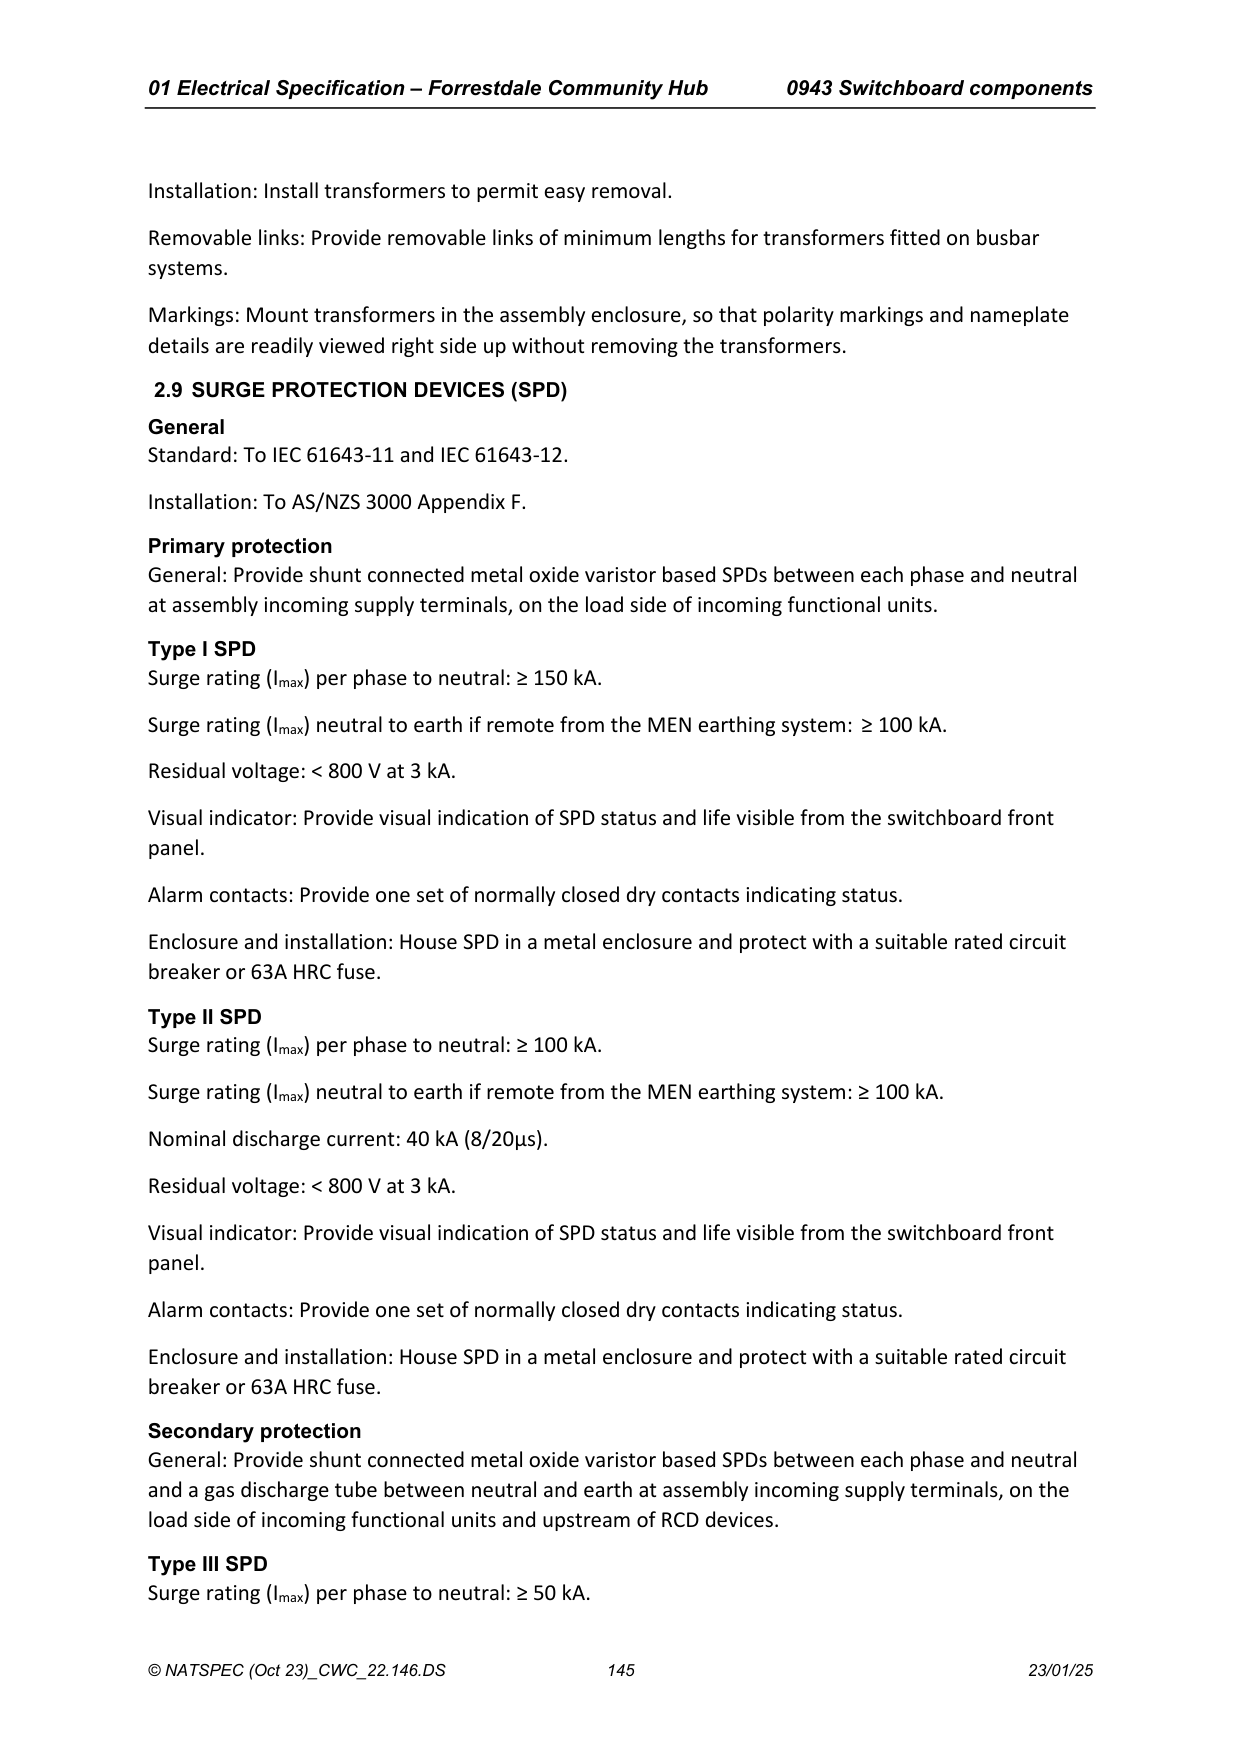 01 Electrical Specification – Forrestdale Community Hub 0943 Switchboard components
Installation: Install transformers to permit easy removal.
Removable links: Provide removable links of minimum lengths for transformers fitted on busbar
systems.
Markings: Mount transformers in the assembly enclosure, so that polarity markings and nameplate
details are readily viewed right side up without removing the transformers.
2.9 SURGE PROTECTION DEVICES (SPD)
General
Standard: To IEC 61643-11 and IEC 61643-12.
Installation: To AS/NZS 3000 Appendix F.
Primary protection
General: Provide shunt connected metal oxide varistor based SPDs between each phase and neutral
at assembly incoming supply terminals, on the load side of incoming functional units.
Type I SPD
Surge rating (Imax) per phase to neutral: ≥ 150 kA.
Surge rating (Imax) neutral to earth if remote from the MEN earthing system: ≥ 100 kA.
Residual voltage: < 800 V at 3 kA.
Visual indicator: Provide visual indication of SPD status and life visible from the switchboard front
panel.
Alarm contacts: Provide one set of normally closed dry contacts indicating status.
Enclosure and installation: House SPD in a metal enclosure and protect with a suitable rated circuit
breaker or 63A HRC fuse.
Type II SPD
Surge rating (Imax) per phase to neutral: ≥ 100 kA.
Surge rating (Imax) neutral to earth if remote from the MEN earthing system: ≥ 100 kA.
Nominal discharge current: 40 kA (8/20µs).
Residual voltage: < 800 V at 3 kA.
Visual indicator: Provide visual indication of SPD status and life visible from the switchboard front
panel.
Alarm contacts: Provide one set of normally closed dry contacts indicating status.
Enclosure and installation: House SPD in a metal enclosure and protect with a suitable rated circuit
breaker or 63A HRC fuse.
Secondary protection
General: Provide shunt connected metal oxide varistor based SPDs between each phase and neutral
and a gas discharge tube between neutral and earth at assembly incoming supply terminals, on the
load side of incoming functional units and upstream of RCD devices.
Type III SPD
Surge rating (Imax) per phase to neutral: ≥ 50 kA.
© NATSPEC (Oct 23)_CWC_22.146.DS 145 23/01/25